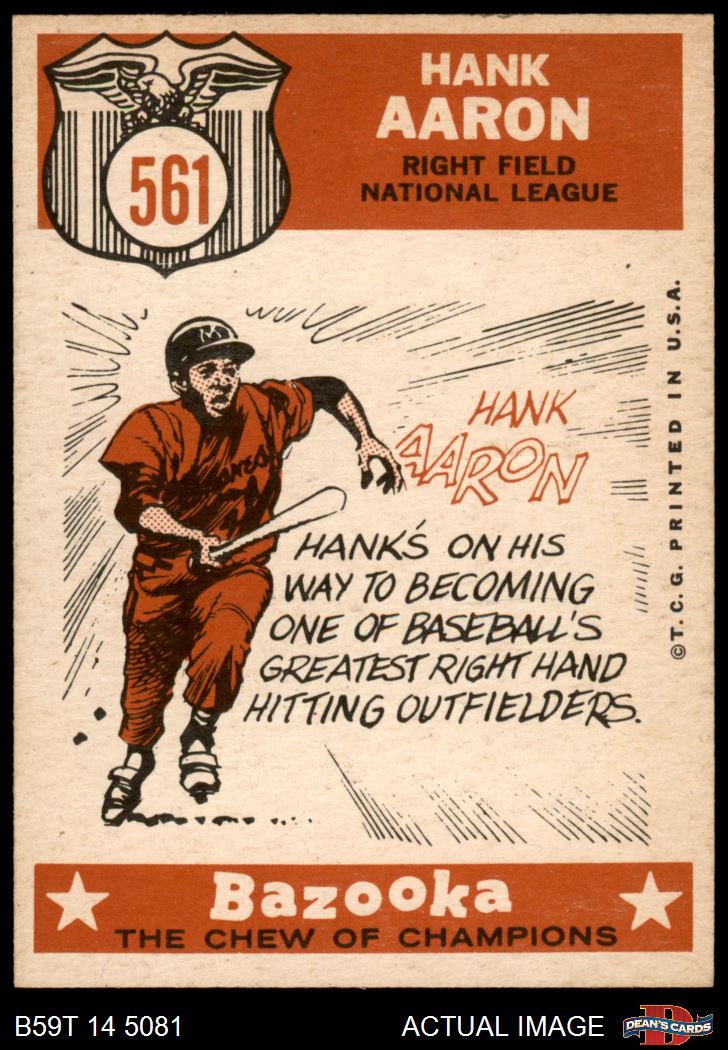 561
HANK
AARON
RIGHT FIELD
NATIONAL LEAGUE
M
Braves
HANK
AARON
HANK'S ON HIS
WAY TO BECOMING
ONE OF BASEBALL'S
GREATEST RIGHT HAND
HITTING OUTFIELDERS.
©T.C.G. PRINTED IN U.S.A.
Bazooka
THE CHEW OF CHAMPIONS
B59T 14 5081
ACTUAL IMAGE
D
DEAN'S CARDS